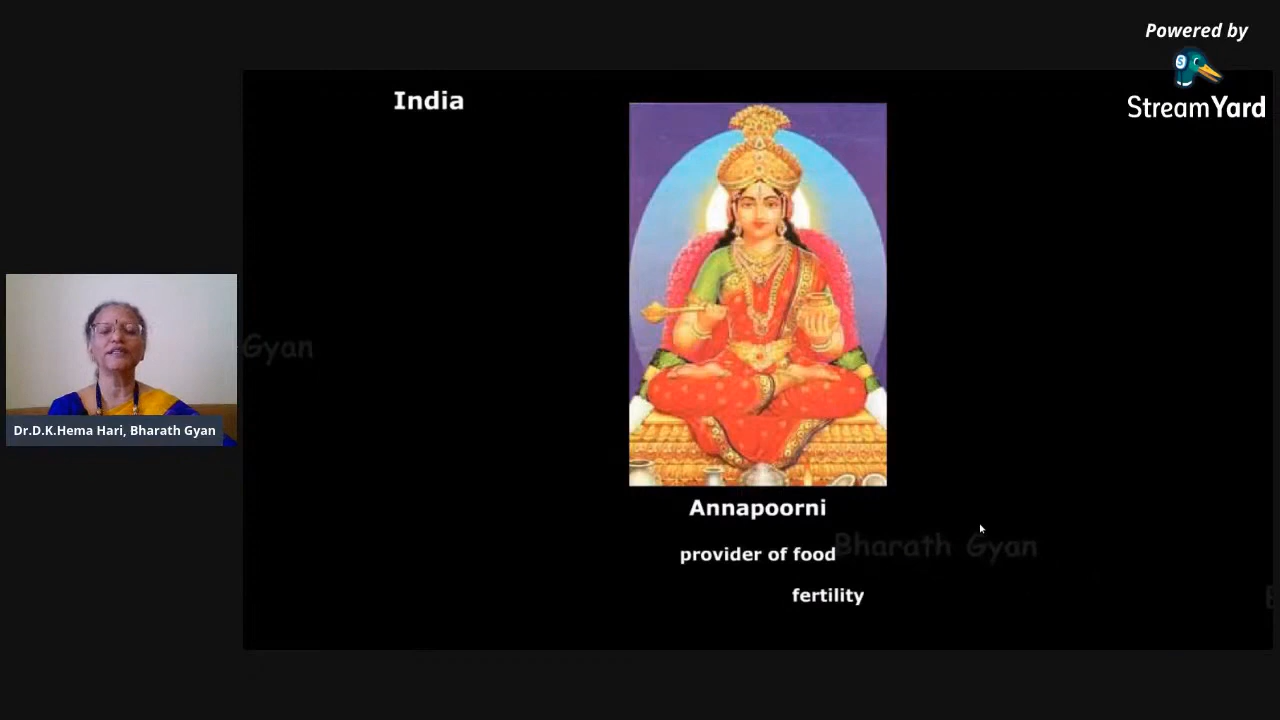 Powered by
StreamYard
India
Gyan
Dr.D.K.Hema Hari, Bharath Gyan
Annapoorni
Bharath Gyan
provider of food
fertility